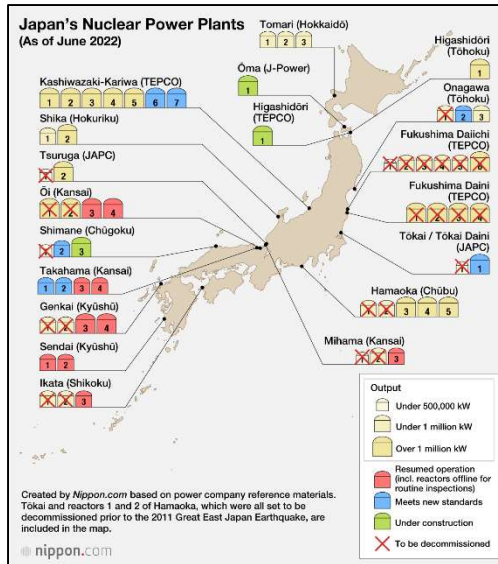 Japan's Nuclear Power Plants
(As of June 2022)
Tomari (Hokkaidō)
1 2 3
Higashidōri
(Tōhoku)
1
Ōma (J-Power)
1
Onagawa
(Tōhoku)
1 2 3
Kashiwazaki-Kariwa (TEPCO)
1 2 3 4 5 6 7
Higashidōri
(TEPCO)
1
Fukushima Daiichi
(TEPCO)
1 2 3 4 5 6
Shika (Hokuriku)
1 2
Tsuruga (JAPC)
1 2
Fukushima Daini
(TEPCO)
1 2 3 4
Ōi (Kansai)
1 2 3 4
Shimane (Chūgoku)
1 2 3
Tōkai / Tōkai Daini
(JAPC)
1
Takahama (Kansai)
1 2 3 4
Hamaoka (Chūbu)
1 2 3 4 5
Genkai (Kyūshū)
1 2 3 4
Mihama (Kansai)
1 2 3
Sendai (Kyūshū)
1 2
Ikata (Shikoku)
1 2 3
Output
Under 500,000 kW
Under 1 million kW
Over 1 million kW
Resumed operation
(incl. reactors offline for
routine inspections)
Meets new standards
Under construction
To be decommissioned
Created by Nippon.com based on power company reference materials.
Tōkai and reactors 1 and 2 of Hamaoka, which were all set to be
decommissioned prior to the 2011 Great East Japan Earthquake, are
included in the map.
nippon.com